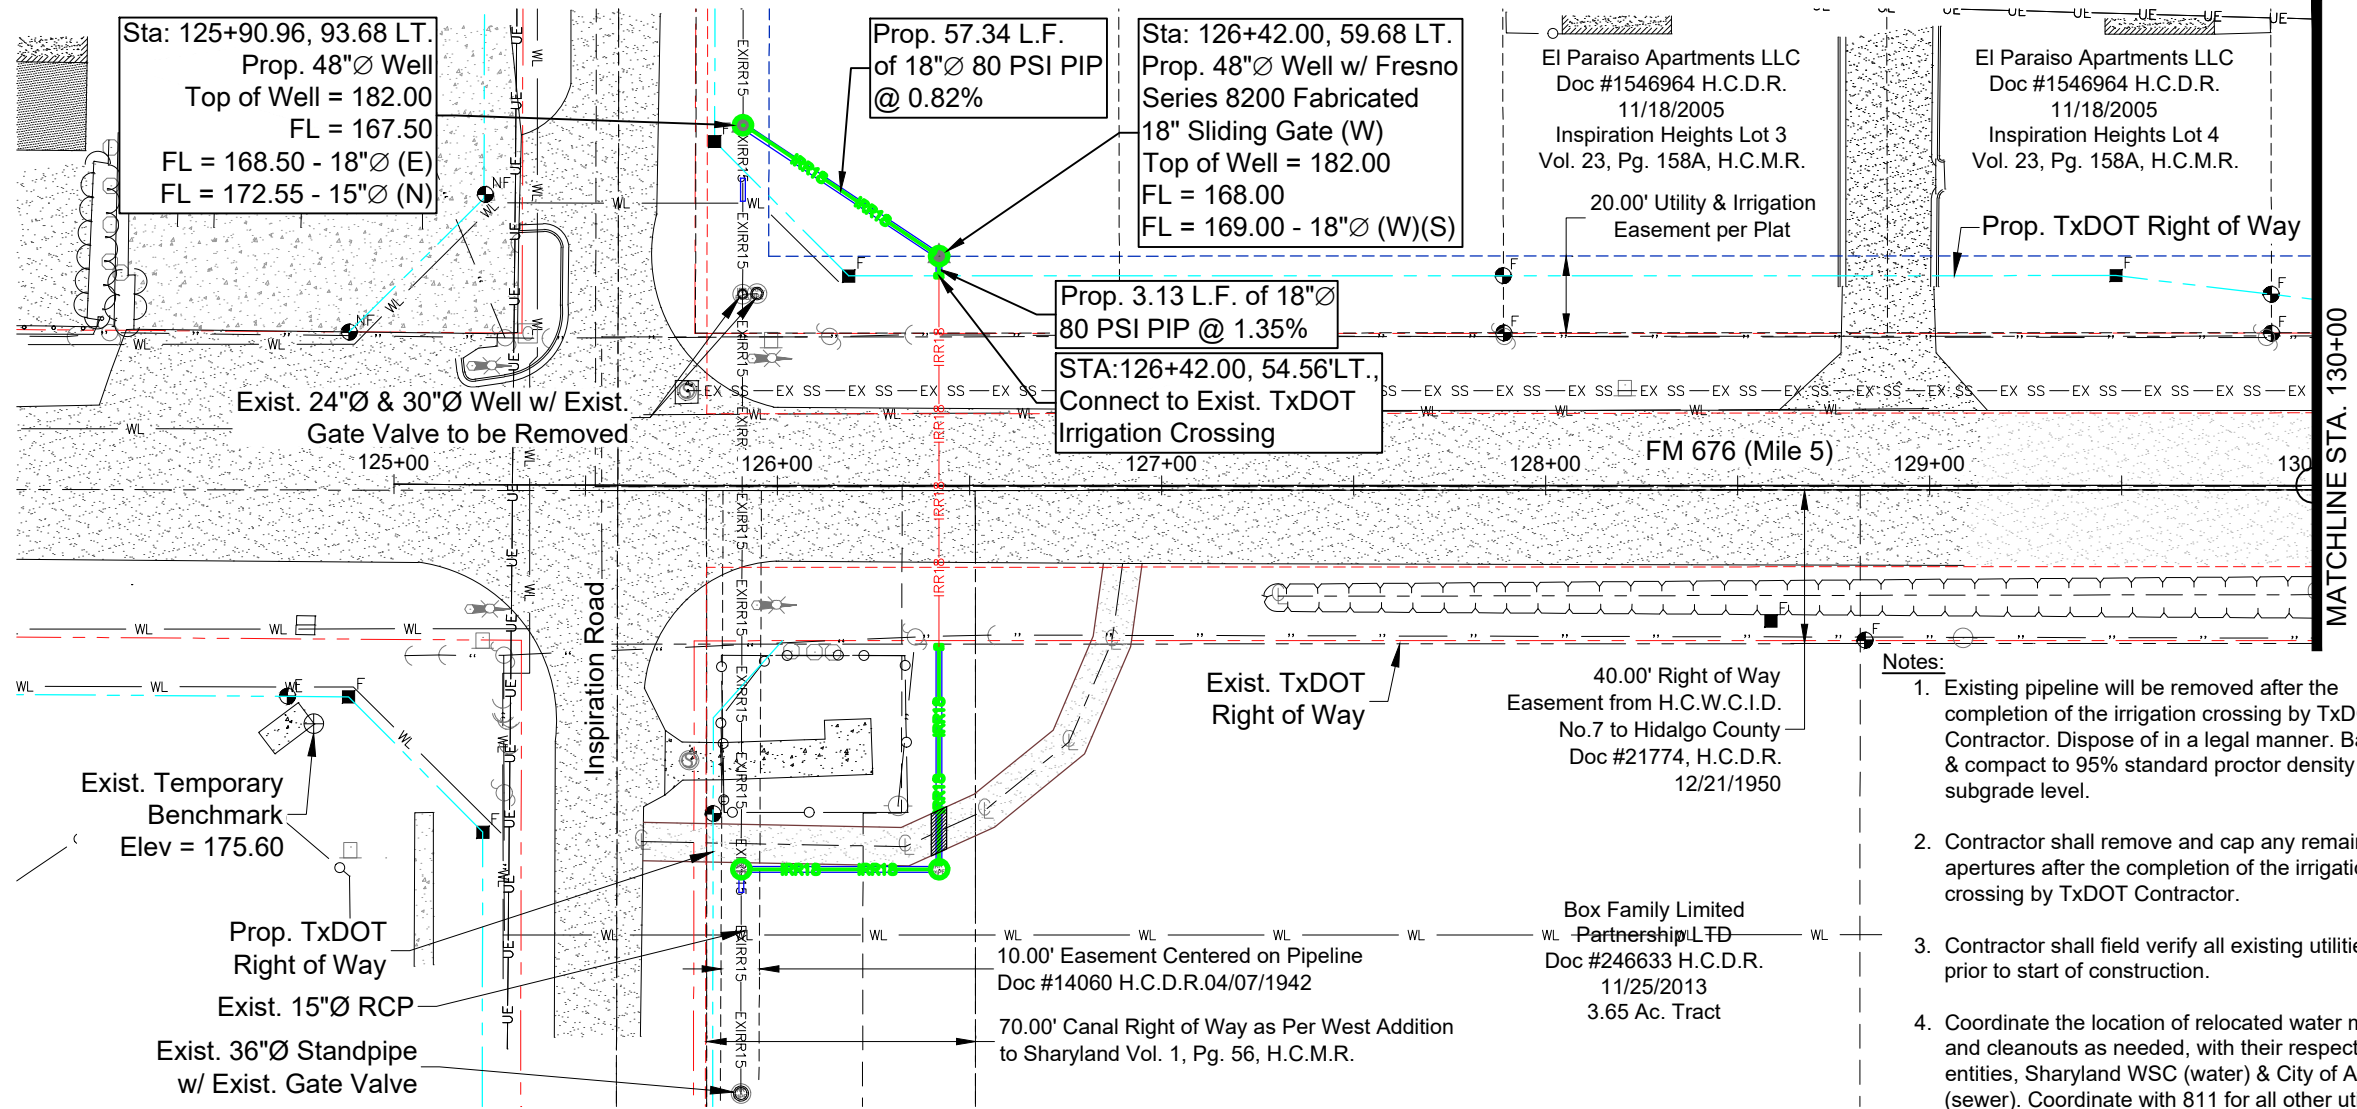 Sta: 125+90.96, 93.68 LT.
Prop. 48"Ø Well
Top of Well = 182.00
FL = 167.50
FL = 168.50 - 18"Ø (E)
FL = 172.55 - 15"Ø (N)
Prop. 57.34 L.F.
of 18"Ø 80 PSI PIP
@ 0.82%
Sta: 126+42.00, 59.68 LT.
Prop. 48"Ø Well w/ Fresno
Series 8200 Fabricated
18" Sliding Gate (W)
Top of Well = 182.00
FL = 168.00
FL = 169.00 - 18"Ø (W)(S)
El Paraiso Apartments LLC
Doc #1546964 H.C.D.R.
11/18/2005
Inspiration Heights Lot 3
Vol. 23, Pg. 158A, H.C.M.R.
El Paraiso Apartments LLC
Doc #1546964 H.C.D.R.
11/18/2005
Inspiration Heights Lot 4
Vol. 23, Pg. 158A, H.C.M.R.
20.00' Utility & Irrigation
Easement per Plat
Prop. TxDOT Right of Way
Prop. 3.13 L.F. of 18"Ø
80 PSI PIP @ 1.35%
STA:126+42.00, 54.56'LT.,
Connect to Exist. TxDOT
Irrigation Crossing
Exist. 24"Ø & 30"Ø Well w/ Exist.
Gate Valve to be Removed
125+00
126+00
127+00
128+00
129+00
130
FM 676 (Mile 5)
MATCHLINE STA. 130+00
Inspiration Road
Exist. TxDOT
Right of Way
40.00' Right of Way
Easement from H.C.W.C.I.D.
No.7 to Hidalgo County
Doc #21774, H.C.D.R.
12/21/1950
Exist. Temporary
Benchmark
Elev = 175.60
Prop. TxDOT
Right of Way
Exist. 15"Ø RCP
Exist. 36"Ø Standpipe
w/ Exist. Gate Valve
10.00' Easement Centered on Pipeline
Doc #14060 H.C.D.R.04/07/1942
70.00' Canal Right of Way as Per West Addition
to Sharyland Vol. 1, Pg. 56, H.C.M.R.
Box Family Limited
Partnership LTD
Doc #246633 H.C.D.R.
11/25/2013
3.65 Ac. Tract
Notes:
1. Existing pipeline will be removed after the
completion of the irrigation crossing by TxD
Contractor. Dispose of in a legal manner. Ba
& compact to 95% standard proctor density
subgrade level.
2. Contractor shall remove and cap any remain
apertures after the completion of the irrigatio
crossing by TxDOT Contractor.
3. Contractor shall field verify all existing utilitie
prior to start of construction.
4. Coordinate the location of relocated water m
and cleanouts as needed, with their respect
entities, Sharyland WSC (water) & City of A
(sewer). Coordinate with 811 for all other uti